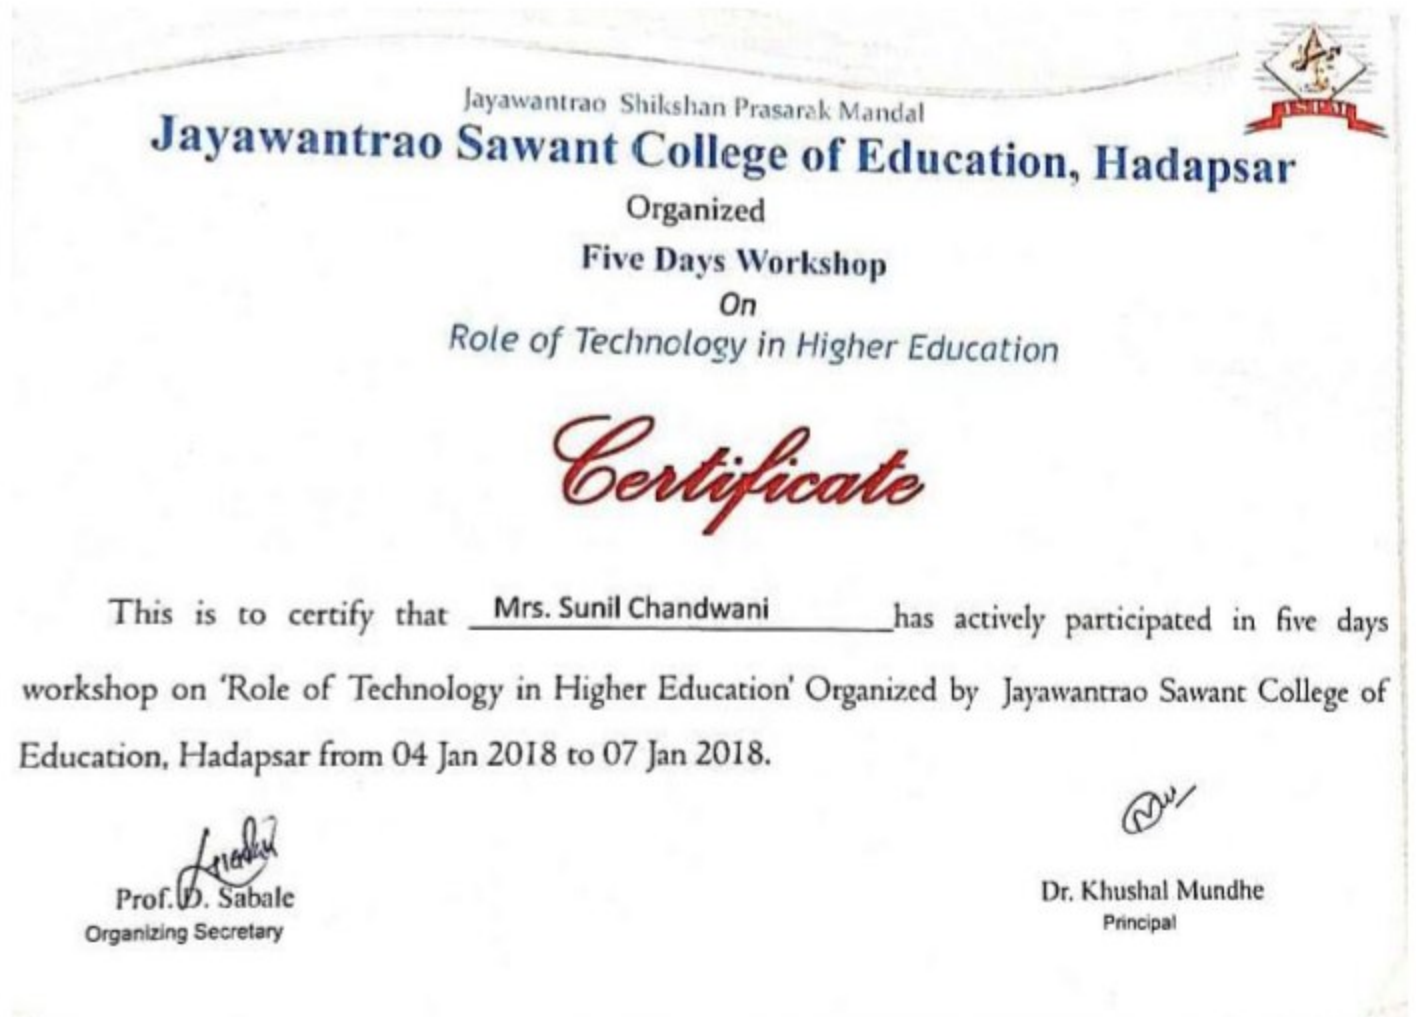 JSPM
Jayawantrao Shikshan Prasarak Mandal
Jayawantrao Sawant College of Education, Hadapsar
Organized
Five Days Workshop
On
Role of Technology in Higher Education
Certificate
This is to certify that Mrs. Sunil Chandwani has actively participated in five days
workshop on 'Role of Technology in Higher Education' Organized by Jayawantrao Sawant College of
Education, Hadapsar from 04 Jan 2018 to 07 Jan 2018.
Prof. D. Sabale
Organizing Secretary
Dr. Khushal Mundhe
Principal